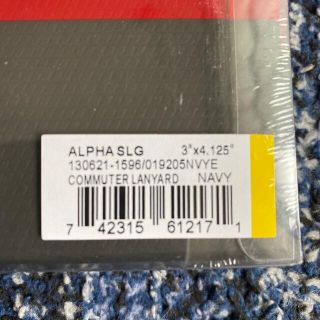 ALPHA SLG 3"x4.125"
130621-1596/019205NVYE
COMMUTER LANYARD NAVY
7 42315 61217 1